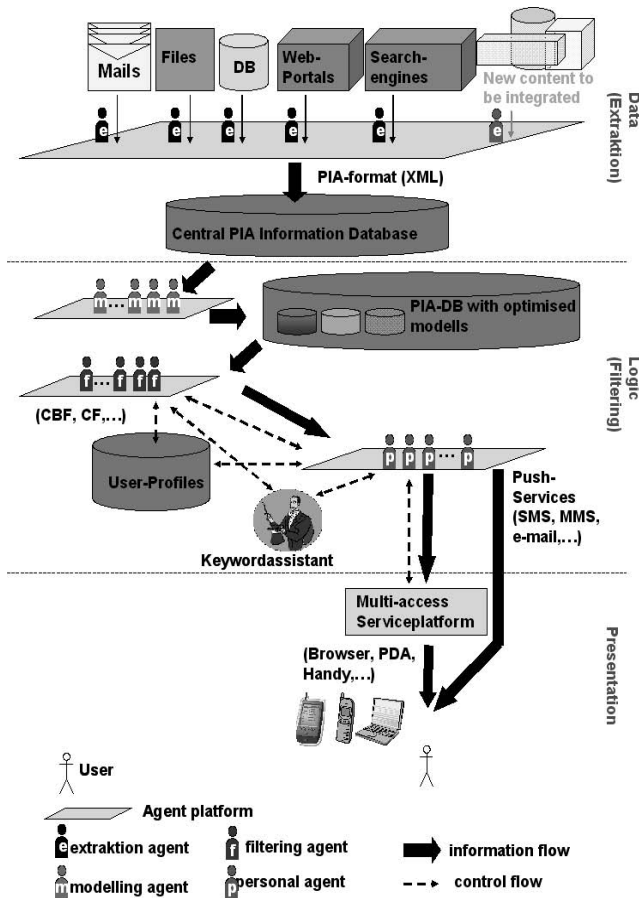 Mails
Files
DB
Web-
Portals
Search-
engines
New content to
be integrated
e e e e e e
Data
(Extraktion)
PIA-format (XML)
Central PIA Information Database
m... m m m
PIA-DB with optimised
modells
f... f f f
Logic
(Filtering)
(CBF, CF,...)
User-Profiles
p p p ... p
Keywordassistant
Push-
Services
(SMS, MMS,
e-mail,...)
Multi-access
Serviceplatform
(Browser, PDA,
Handy,...)
Presentation
User
Agent platform
e extraktion agent
f filtering agent
information flow
m modelling agent
p personal agent
control flow